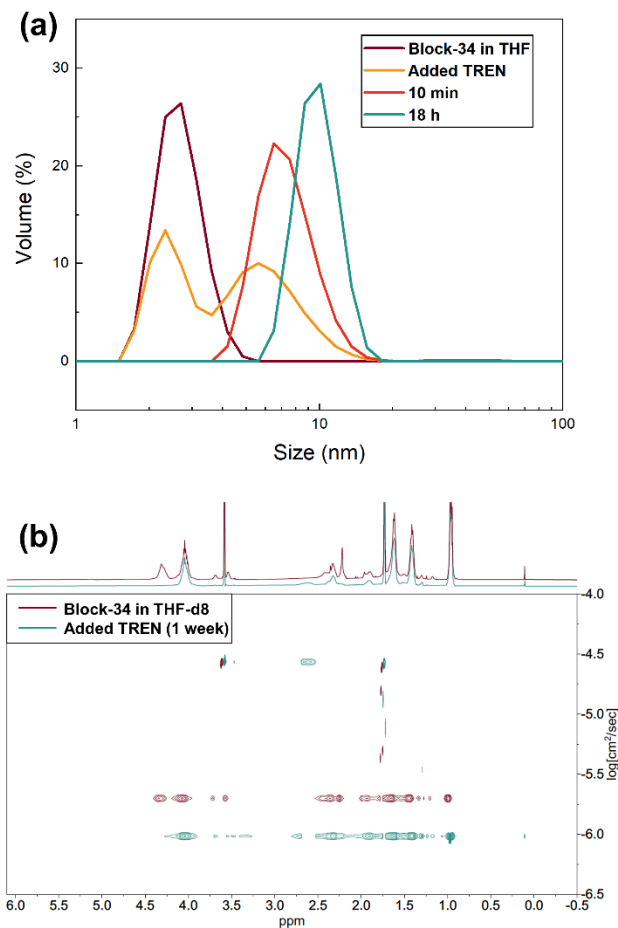 (a)
Block-34 in THF
Added TREN
10 min
18 h
30
20
10
0
Volume (%)
1
10
100
Size (nm)
(b)
Block-34 in THF-d8
Added TREN (1 week)
-4.0
-4.5
-5.0
-5.5
-6.0
-6.5
log[cm²/sec]
6.0 5.5 5.0 4.5 4.0 3.5 3.0 2.5 2.0 1.5 1.0 0.5 0.0 -0.5
ppm